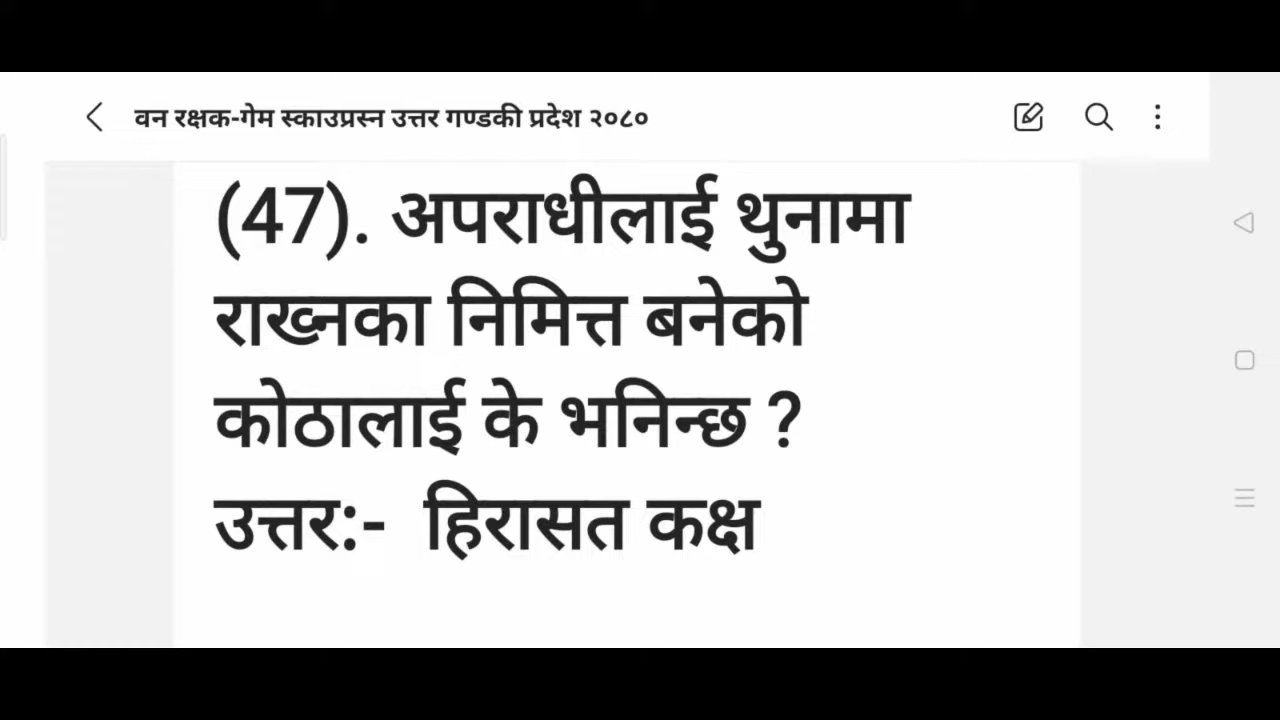 वन रक्षक-गेम स्काउप्रस्न उत्तर गण्डकी प्रदेश २०८०
(47). अपराधीलाई थुनामा
राख्नका निमित्त बनेको
कोठालाई के भनिन्छ ?
उत्तर:- हिरासत कक्ष